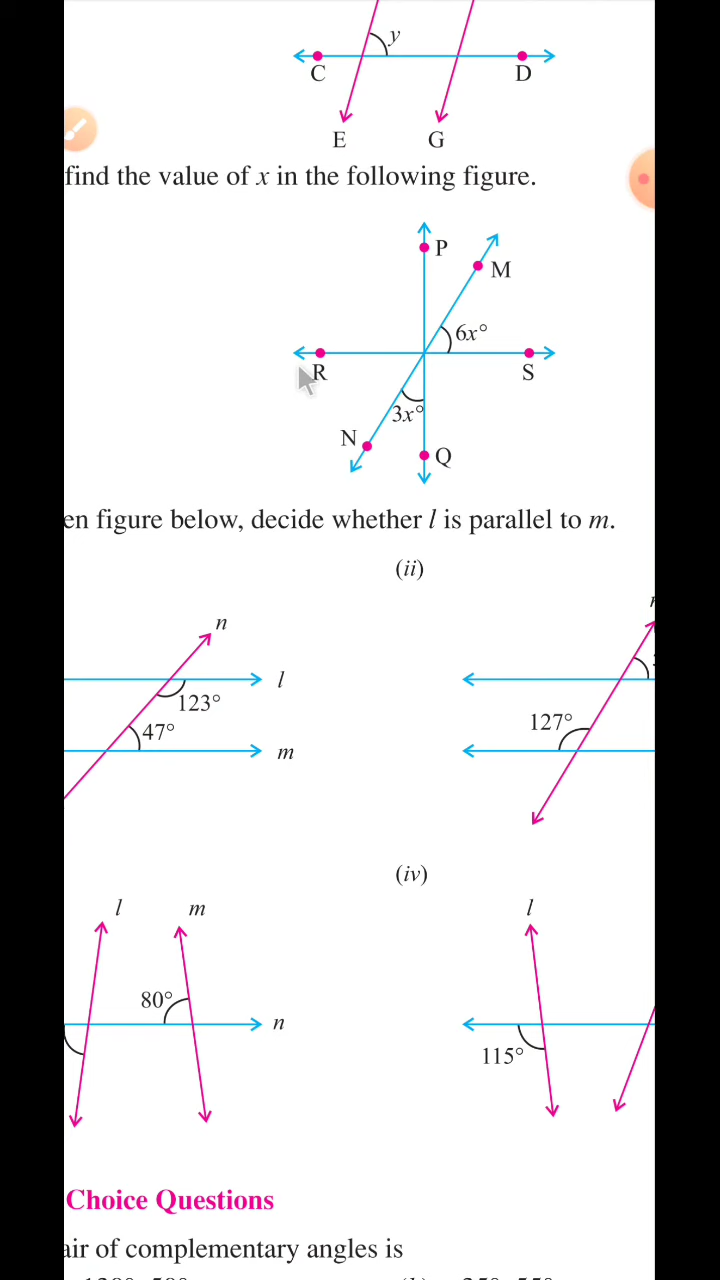 y
C D
E G
find the value of x in the following figure.
P
M
6x°
R S
3x°
N
Q
en figure below, decide whether l is parallel to m.
(ii)
n
l
123°
47°
127°
m
(iv)
l m l
80°
n
115°
Choice Questions
air of complementary angles is